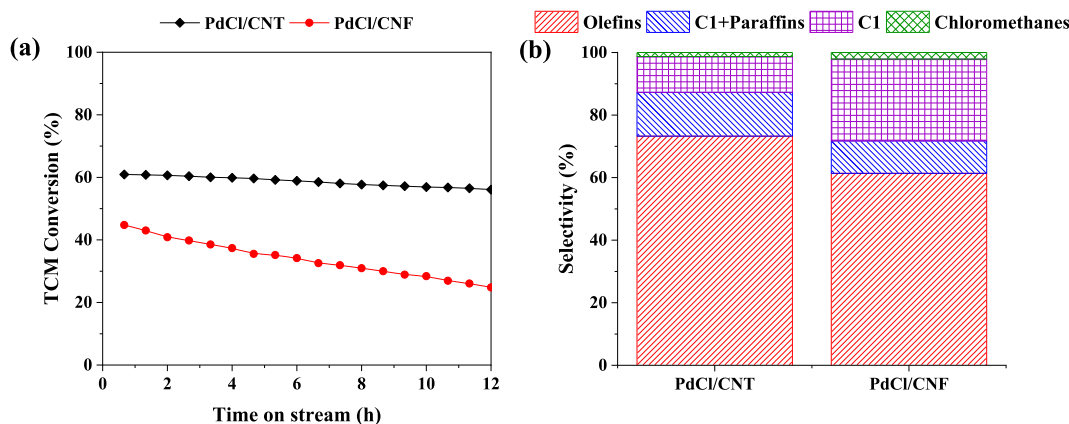 PdCl/CNT PdCl/CNF
(a)
100
80
60
40
20
0
TCM Conversion (%)
0 2 4 6 8 10 12
Time on stream (h)
Olefins C1+Paraffins C1 Chloromethanes
(b)
100
80
60
40
20
0
Selectivity (%)
PdCl/CNT PdCl/CNF